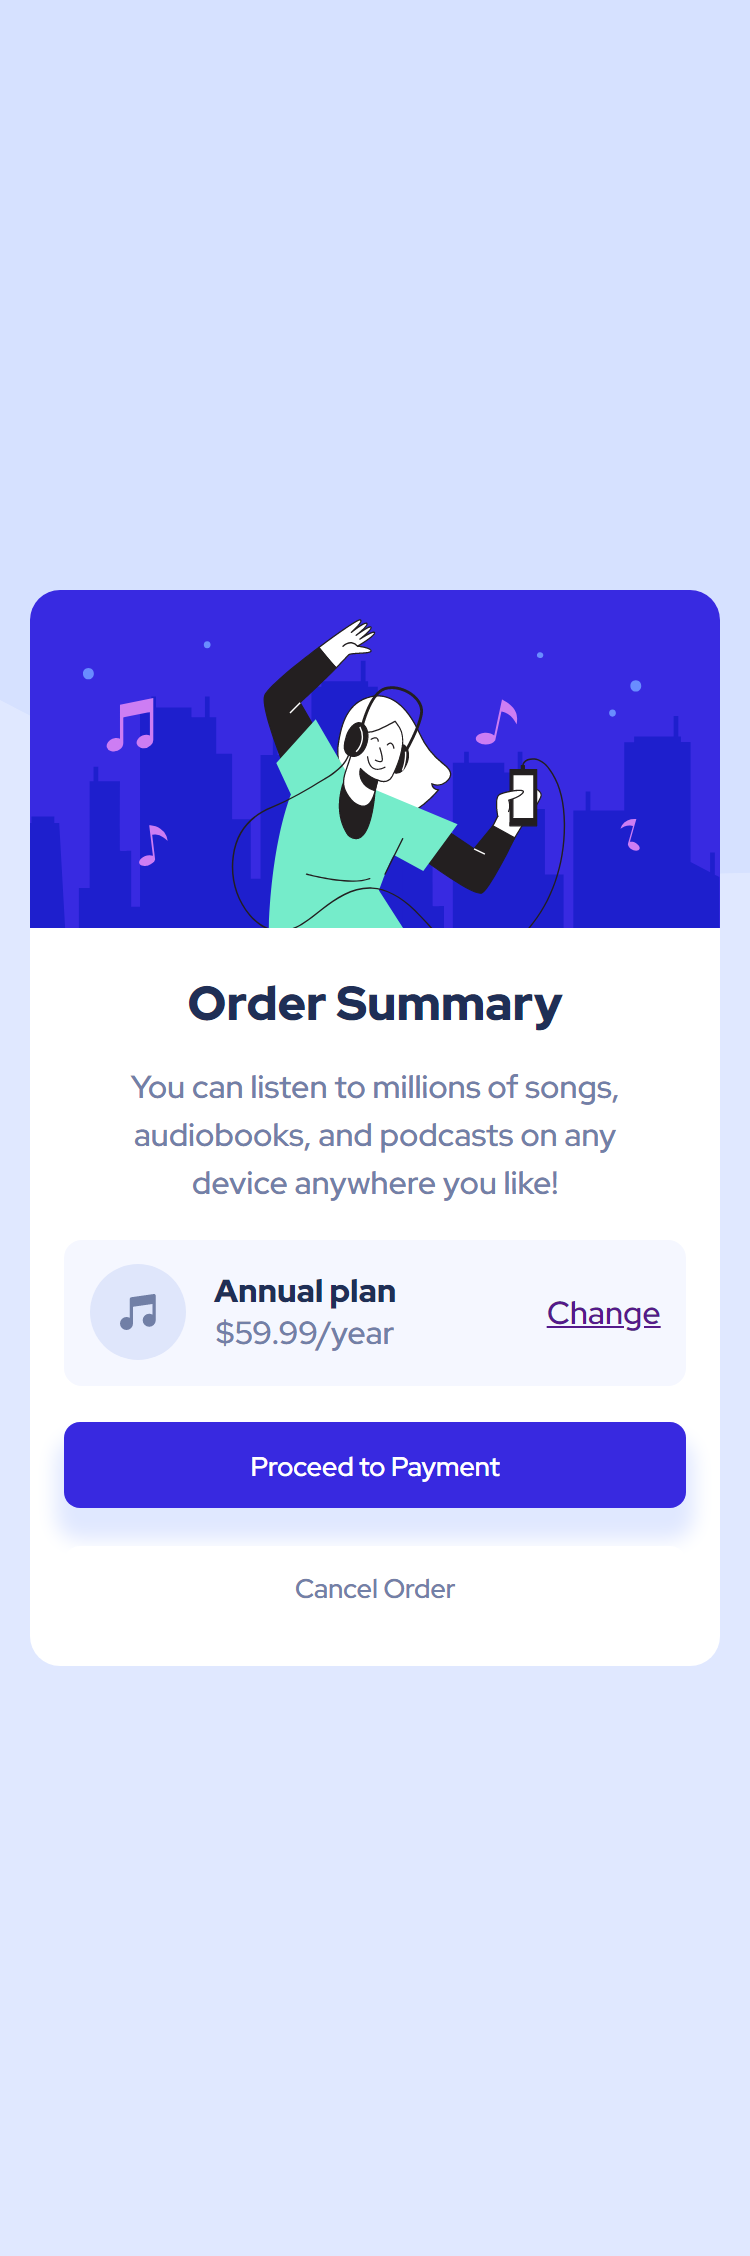 Order Summary
You can listen to millions of songs,
audiobooks, and podcasts on any
device anywhere you like!
Annual plan
$59.99/year
Change
Proceed to Payment
Cancel Order